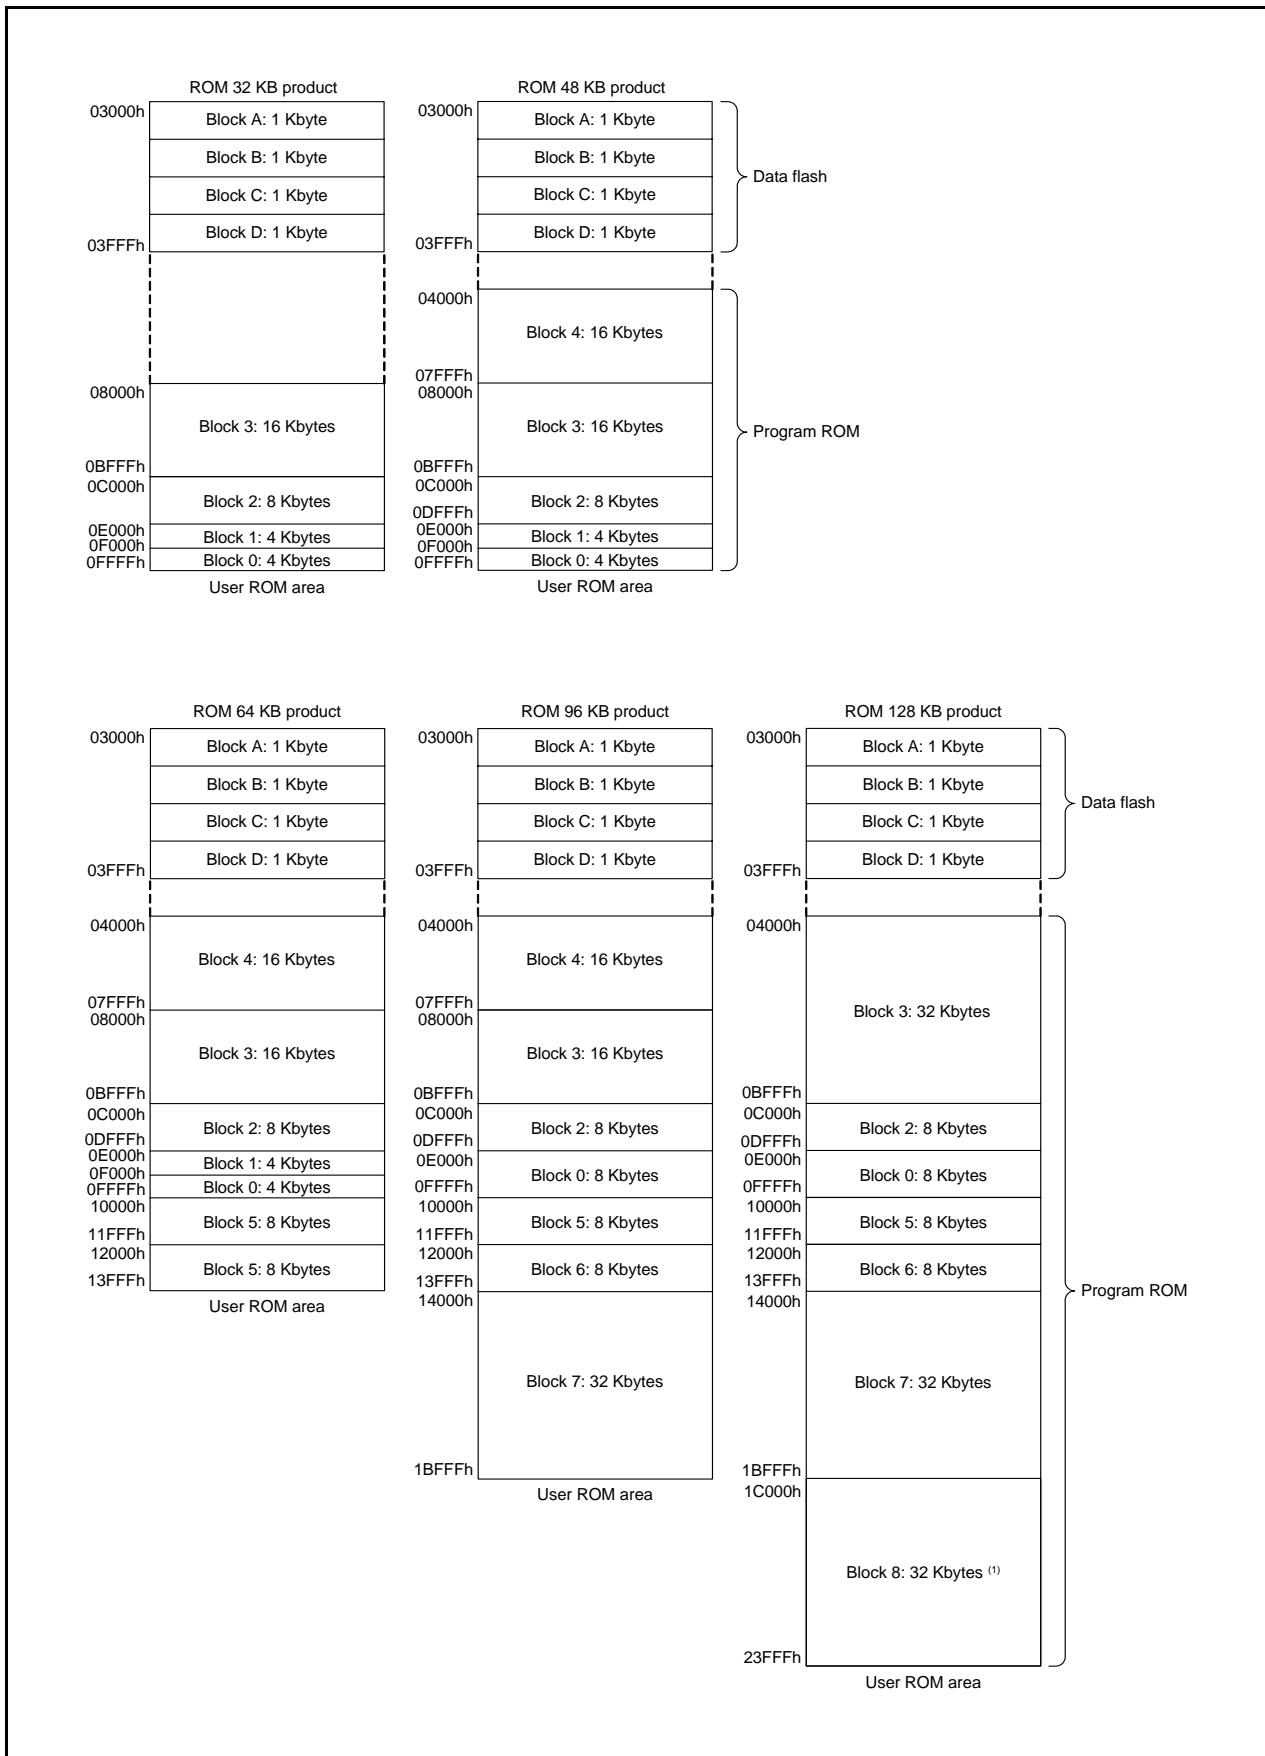 ROM 32 KB product
03000h
Block A: 1 Kbyte
Block B: 1 Kbyte
Block C: 1 Kbyte
Block D: 1 Kbyte
03FFFh
08000h
Block 3: 16 Kbytes
0BFFFh
0C000h
Block 2: 8 Kbytes
0E000h
Block 1: 4 Kbytes
0F000h
Block 0: 4 Kbytes
0FFFFh
User ROM area
ROM 48 KB product
03000h
Block A: 1 Kbyte
Block B: 1 Kbyte
Block C: 1 Kbyte
Block D: 1 Kbyte
03FFFh
Data flash
04000h
Block 4: 16 Kbytes
07FFFh
08000h
Block 3: 16 Kbytes
0BFFFh
0C000h
Block 2: 8 Kbytes
0DFFFh
0E000h
Block 1: 4 Kbytes
0F000h
Block 0: 4 Kbytes
0FFFFh
Program ROM
User ROM area
ROM 64 KB product
03000h
Block A: 1 Kbyte
Block B: 1 Kbyte
Block C: 1 Kbyte
Block D: 1 Kbyte
03FFFh
04000h
Block 4: 16 Kbytes
07FFFh
08000h
Block 3: 16 Kbytes
0BFFFh
0C000h
Block 2: 8 Kbytes
0DFFFh
0E000h
Block 1: 4 Kbytes
0F000h
Block 0: 4 Kbytes
0FFFFh
10000h
Block 5: 8 Kbytes
11FFFh
12000h
Block 5: 8 Kbytes
13FFFh
User ROM area
ROM 96 KB product
03000h
Block A: 1 Kbyte
Block B: 1 Kbyte
Block C: 1 Kbyte
Block D: 1 Kbyte
03FFFh
04000h
Block 4: 16 Kbytes
07FFFh
08000h
Block 3: 16 Kbytes
0BFFFh
0C000h
Block 2: 8 Kbytes
0DFFFh
0E000h
Block 0: 8 Kbytes
0FFFFh
10000h
Block 5: 8 Kbytes
11FFFh
12000h
Block 6: 8 Kbytes
13FFFh
14000h
Block 7: 32 Kbytes
1BFFFh
User ROM area
ROM 128 KB product
03000h
Block A: 1 Kbyte
Block B: 1 Kbyte
Block C: 1 Kbyte
Block D: 1 Kbyte
03FFFh
Data flash
04000h
Block 3: 32 Kbytes
0BFFFh
0C000h
Block 2: 8 Kbytes
0DFFFh
0E000h
Block 0: 8 Kbytes
0FFFFh
10000h
Block 5: 8 Kbytes
11FFFh
12000h
Block 6: 8 Kbytes
13FFFh
14000h
Block 7: 32 Kbytes
1BFFFh
1C000h
Block 8: 32 Kbytes (1)
23FFFh
Program ROM
User ROM area